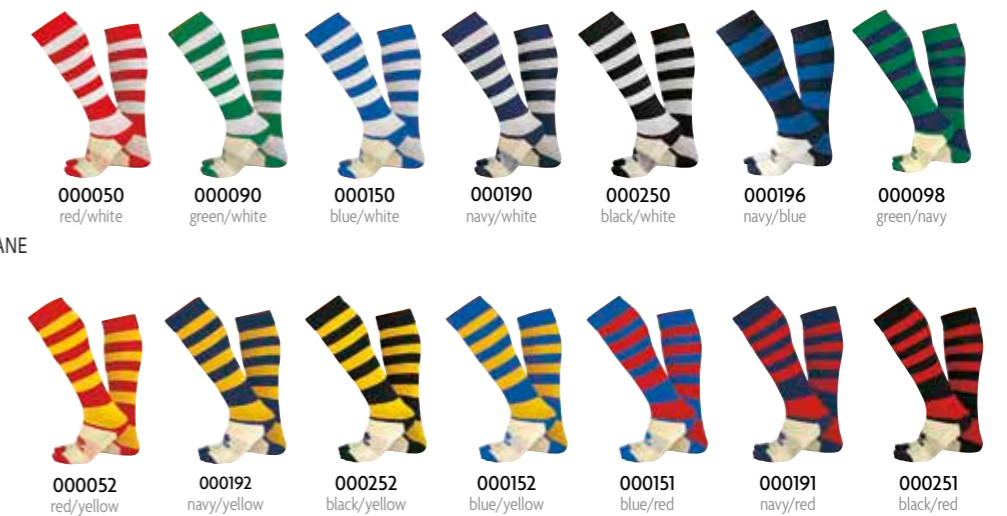 000050 000090 000150 000190 000250 000196 000098
red/white green/white blue/white navy/white black/white navy/blue green/navy
ANE
000052 000192 000252 000152 000151 000191 000251
red/yellow navy/yellow black/yellow blue/yellow blue/red navy/red black/red